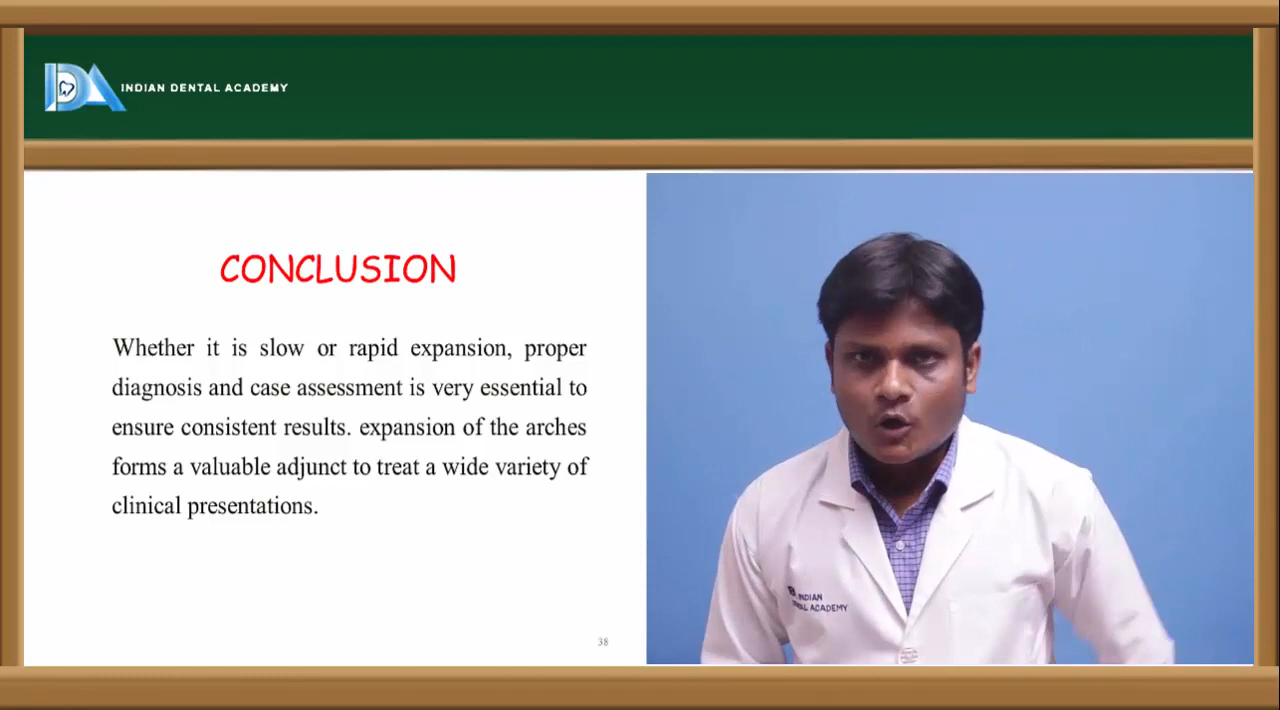 INDIAN DENTAL ACADEMY
CONCLUSION
Whether it is slow or rapid expansion, proper
diagnosis and case assessment is very essential to
ensure consistent results. expansion of the arches
forms a valuable adjunct to treat a wide variety of
clinical presentations.
38
INDIAN
ACADEMY